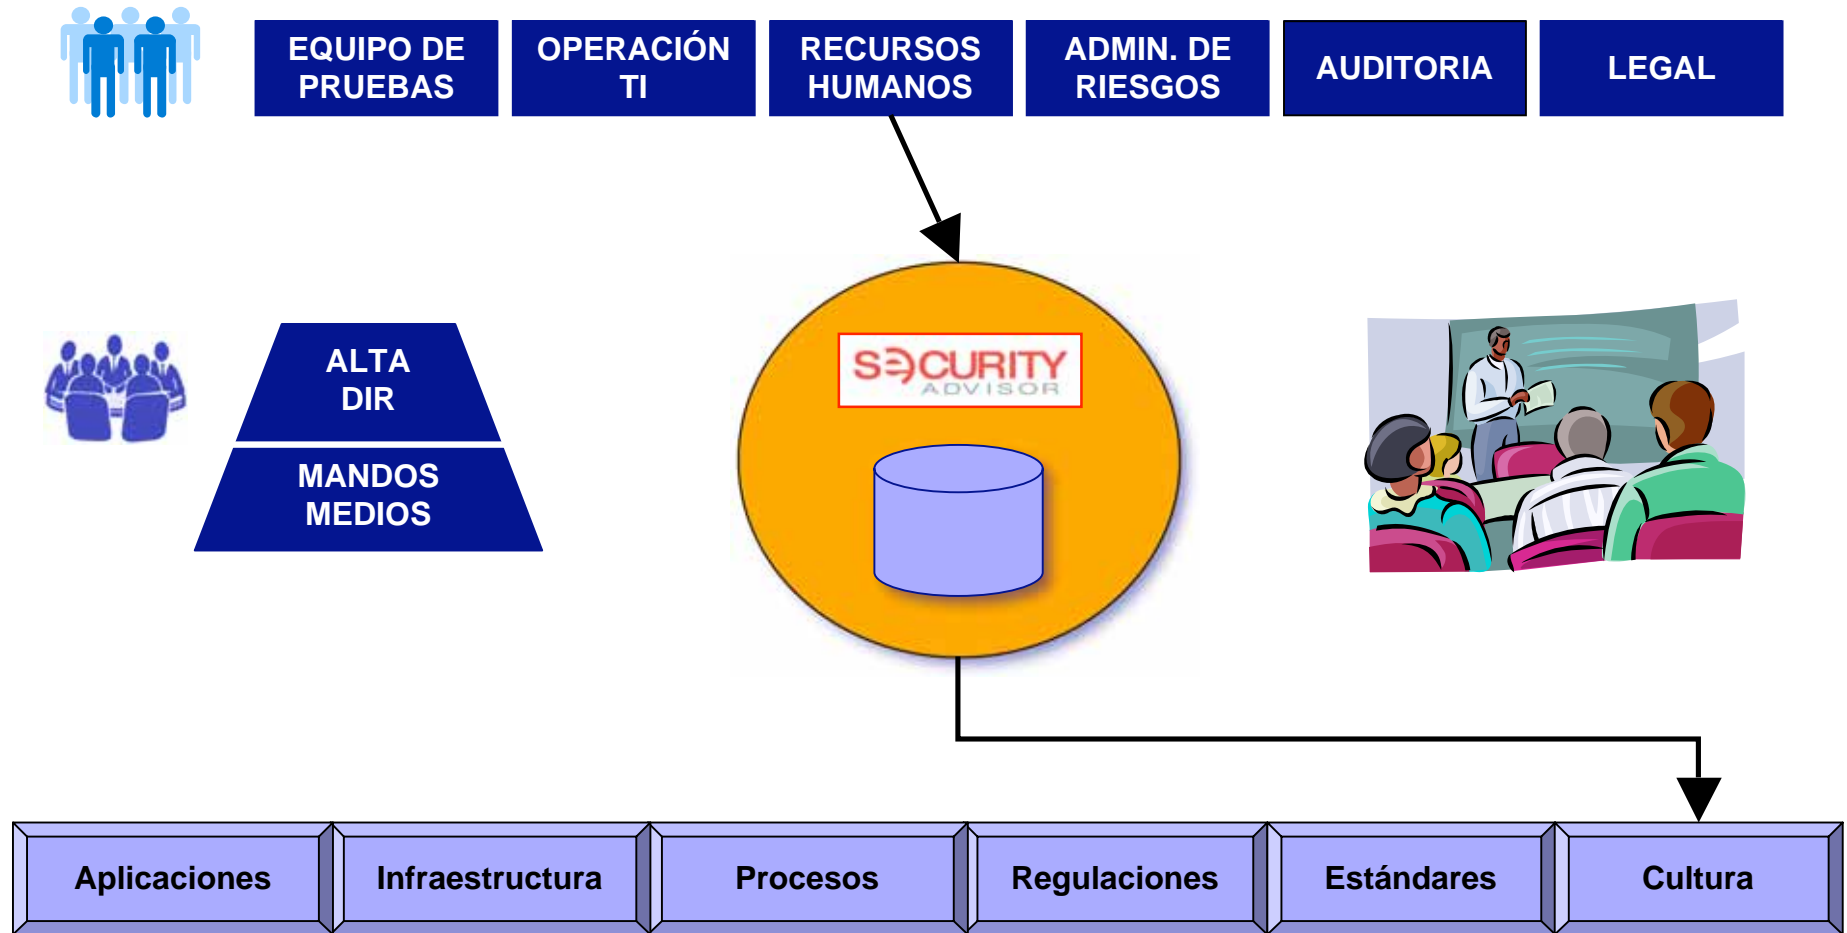 EQUIPO DE
PRUEBAS
OPERACIÓN
TI
RECURSOS
HUMANOS
ADMIN. DE
RIESGOS
AUDITORIA
LEGAL
ALTA
DIR
MANDOS
MEDIOS
SECURITY
ADVISOR
Aplicaciones
Infraestructura
Procesos
Regulaciones
Estándares
Cultura